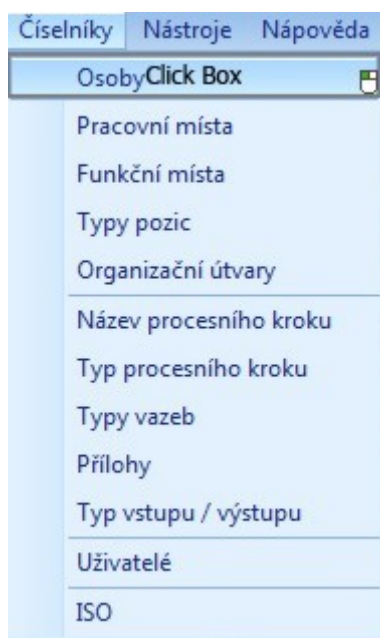 Číselníky Nástroje Nápověda
OsobyClick Box
Pracovní místa
Funkční místa
Typy pozic
Organizační útvary
Název procesního kroku
Typ procesního kroku
Typy vazeb
Přílohy
Typ vstupu / výstupu
Uživatelé
ISO